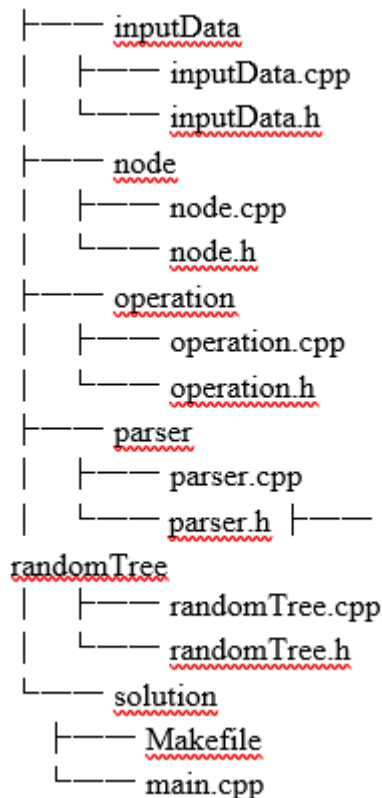 ├─── inputData
│ ├─── inputData.cpp
│ └─── inputData.h
├─── node
│ ├─── node.cpp
│ └─── node.h
├─── operation
│ ├─── operation.cpp
│ └─── operation.h
├─── parser
│ ├─── parser.cpp
│ └─── parser.h ├───
randomTree
│ ├─── randomTree.cpp
│ └─── randomTree.h
└─── solution
├─── Makefile
└─── main.cpp